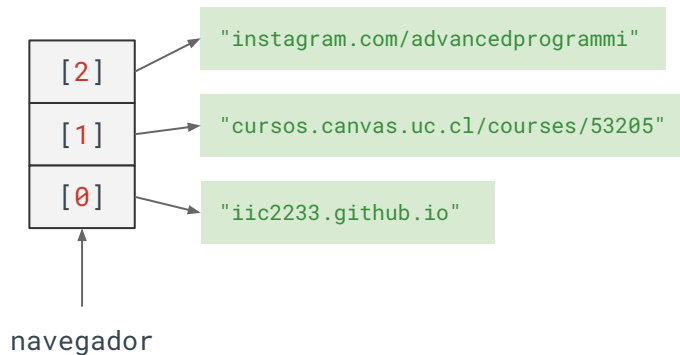 [2]
"instagram.com/advancedprogrammi"
[1]
"cursos.canvas.uc.cl/courses/53205"
[0]
"iic2233.github.io"
navegador